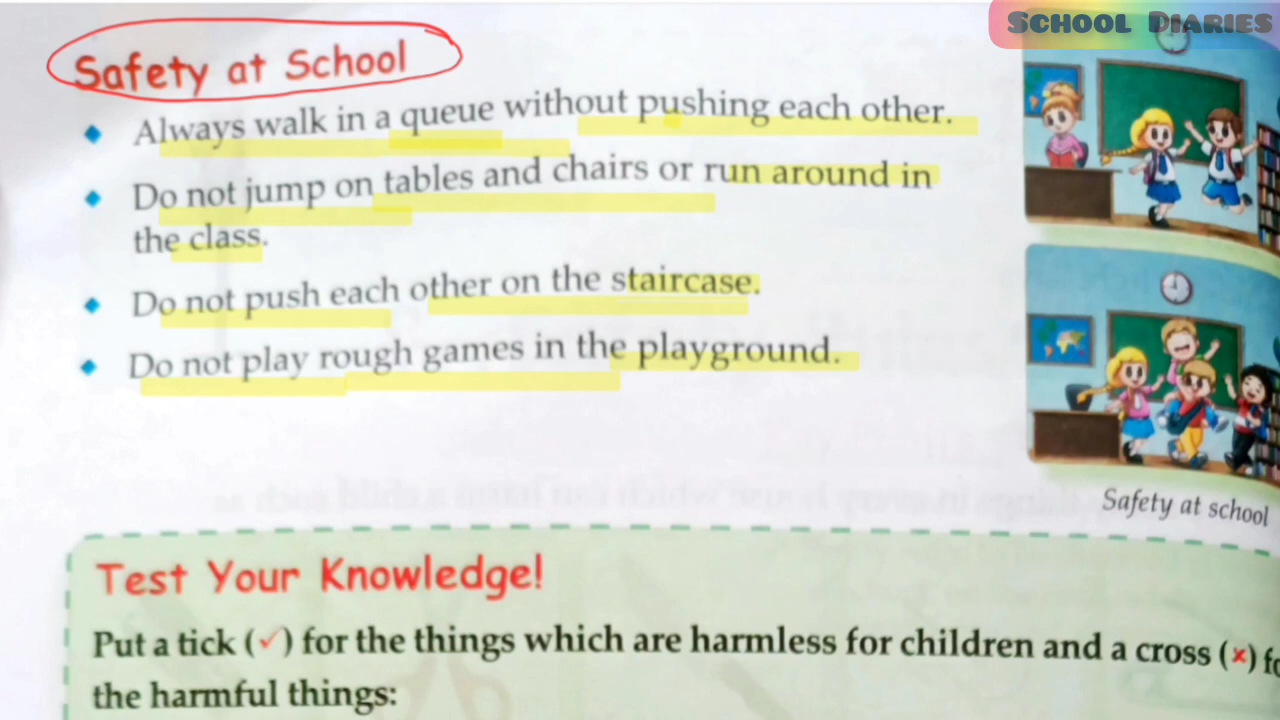 School Diaries
Safety at School
Always walk in a queue without pushing each other.
Do not jump on tables and chairs or run around in
the class.
Do not push each other on the staircase.
Do not play rough games in the playground.
Safety at school
Test Your Knowledge!
Put a tick (✓) for the things which are harmless for children and a cross (×)
the harmful things: